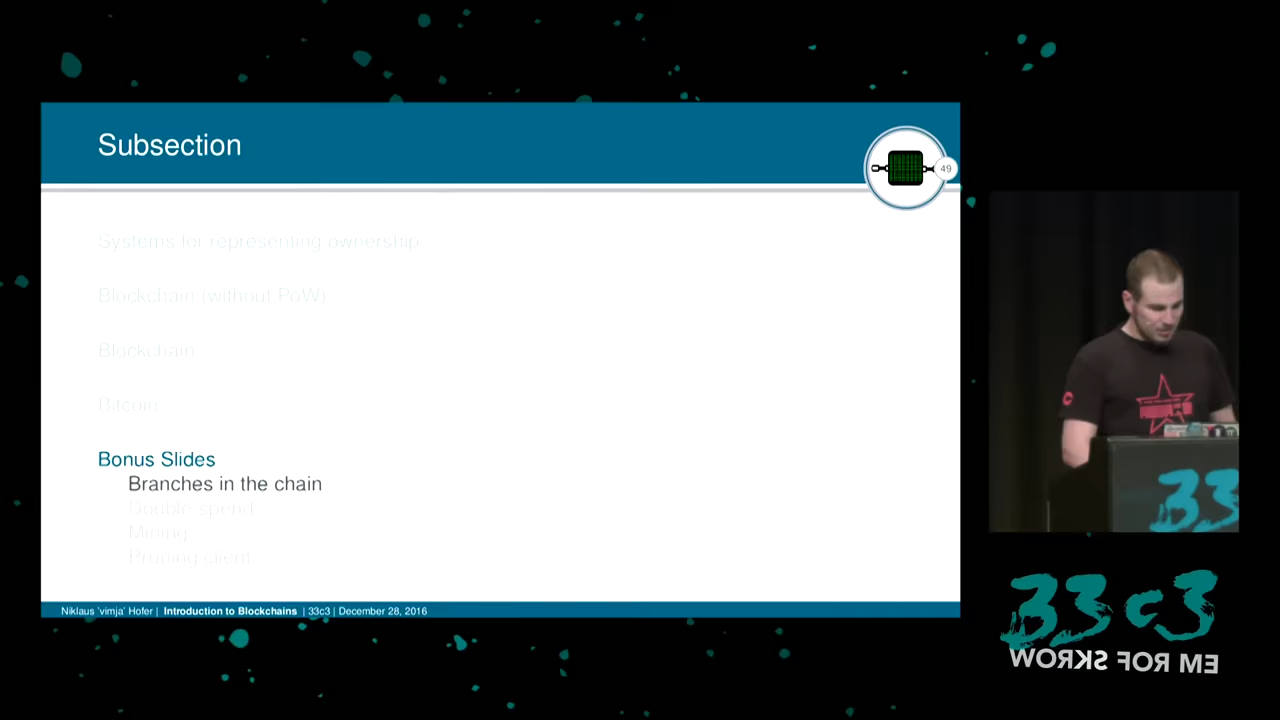 Subsection
49
Systems for representing ownership
Blockchain (without PoW)
Blockchain
Bitcoin
Bonus Slides
Branches in the chain
Double spend
Mining
Pruning client
Niklaus 'vimja' Hofer | Introduction to Blockchains | 33c3 | December 28, 2016
33
33c3
WORKS FOR ME